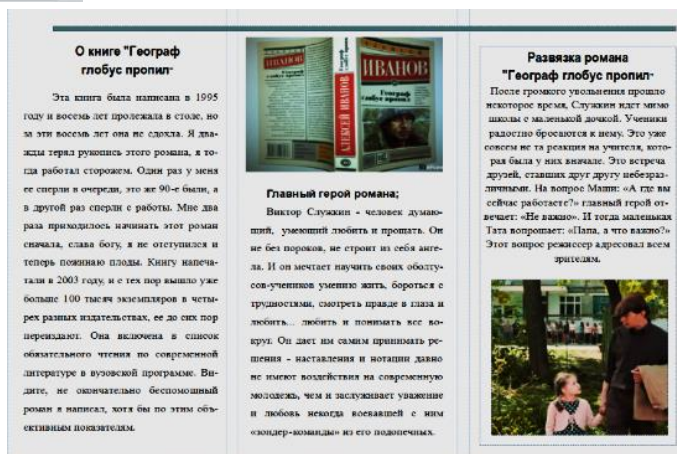 О книге "Географ
глобус пропил"
Эта книга была написана в 1995
году и восемь лет пролежала в столе, но
за эти восемь лет она не сдохла. Я два-
жды терял рукопись этого романа, я то-
гда работал сторожем. Один раз у меня
ее сперли в очереди, это же 90-е были, а
в другой раз сперли с работы. Мне два
раза приходилось начинать этот роман
сначала, слава богу, я не отступился и
теперь пожинаю плоды. Книгу напеча-
тали в 2003 году, и с тех пор вышло уже
больше 100 тысяч экземпляров в четы-
рех разных издательствах, ее до сих пор
переиздают. Она включена в список
обязательного чтения по современной
литературе в вузовской программе. Ви-
дите, не окончательно беспомощный
роман я написал, хотя бы по этим объ-
ективным показателям.
ИВАНОВ
АЛЕКСЕЙ ИВАНОВ
ИВАНОВ
Географ
глобус пропил
Главный герой романа;
Виктор Служкин - человек думаю-
щий, умеющий любить и прощать. Он
не без пороков, не строит из себя анге-
ла. И он мечтает научить своих оболту-
сов-учеников умению жить, бороться с
трудностями, смотреть правде в глаза и
любить... любить и понимать все во-
круг. Он дает им самим принимать ре-
шения - наставления и нотации давно
не имеют воздействия на современную
молодежь, чем и заслуживает уважение
и любовь некогда воевавшей с ним
«зондер-команды» из его подопечных.
Развязка романа
"Географ глобус пропил"
После громкого увольнения прошло
некоторое время, Служкин идет мимо
школы с маленькой дочкой. Ученики
радостно бросаются к нему. Это уже
совсем не та реакция на учителя, кото-
рая была у них вначале. Это встреча
друзей, ставших друг другу небезраз-
личными. На вопрос Маши: «А где вы
сейчас работаете?» главный герой от-
вечает: «Не важно». И тогда маленькая
Тата вопрошает: «Папа, а что важно?»
Этот вопрос режиссер адресовал всем
зрителям.